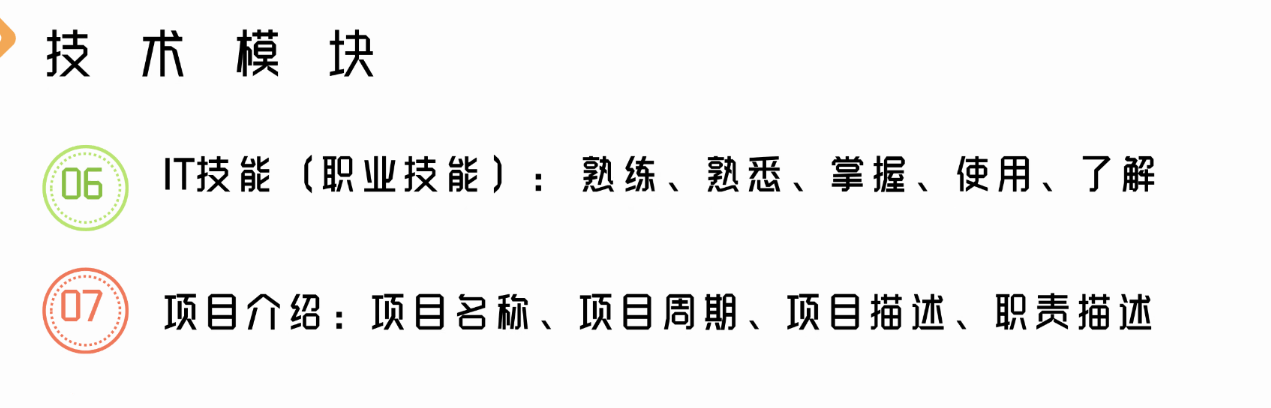 技术模块
06
IT技能（职业技能）：熟练、熟悉、掌握、使用、了解
07
项目介绍：项目名称、项目周期、项目描述、职责描述